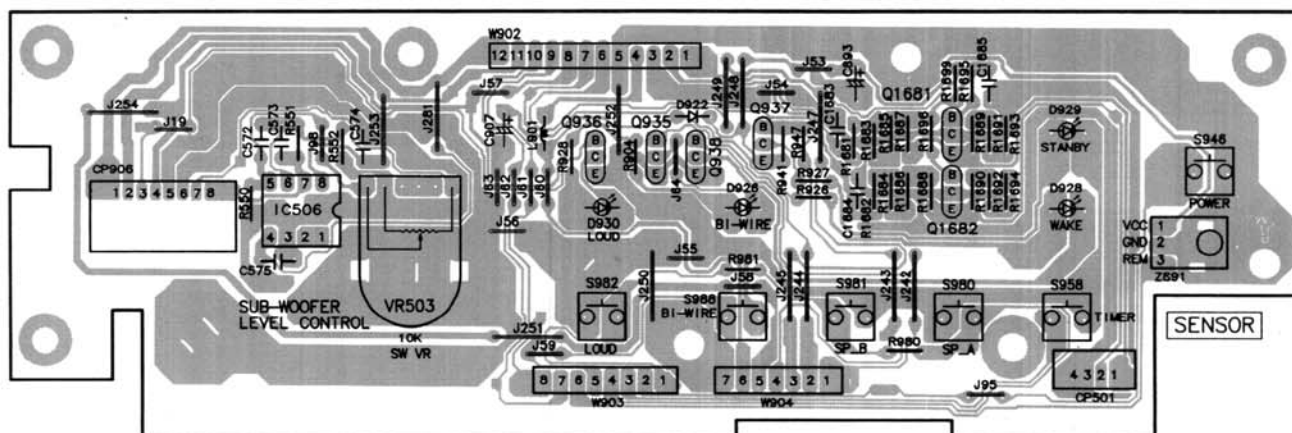 W902
12 11 10 9 8 7 6 5 4 3 2 1
J254
J19
C572
C573
R551
J98
R552
C574
J253
J281
J57
C907
L901
Q936
B C E
R928
J252
Q935
R904
B C E
D922
J64
Q938
B C E
J249
J248
Q937
B C E
J54
J53
R941
R947
J247
C1683
C893
R927
R926
R1681
R1683
Q1681
R1685
R1687
R1696
B C E
R1699
R1695
C1685
R1689
R1691
R1693
C1684
R1682
R1684
R1686
R1688
B C E
Q1682
R1690
R1692
R1694
D929
STANBY
D928
WAKE
S946
POWER
VCC 1
GND 2
REM 3
Z891
CP906
1 2 3 4 5 6 7 8
R550
5 6 7 8
IC506
4 3 2 1
C575
SUB-WOOFER
LEVEL CONTROL
VR503
10K
SW VR
J63
J62
J61
J80
J56
D930
LOUD
D926
BI-WIRE
J55
R981
J58
J250
J245
J244
J243
J242
S982
LOUD
S988
BI-WIRE
S981
SP_B
S980
SP_A
R980
S958
TIMER
J251
J59
8 7 6 5 4 3 2 1
W903
7 6 5 4 3 2 1
W904
J95
4 3 2 1
CP501
SENSOR